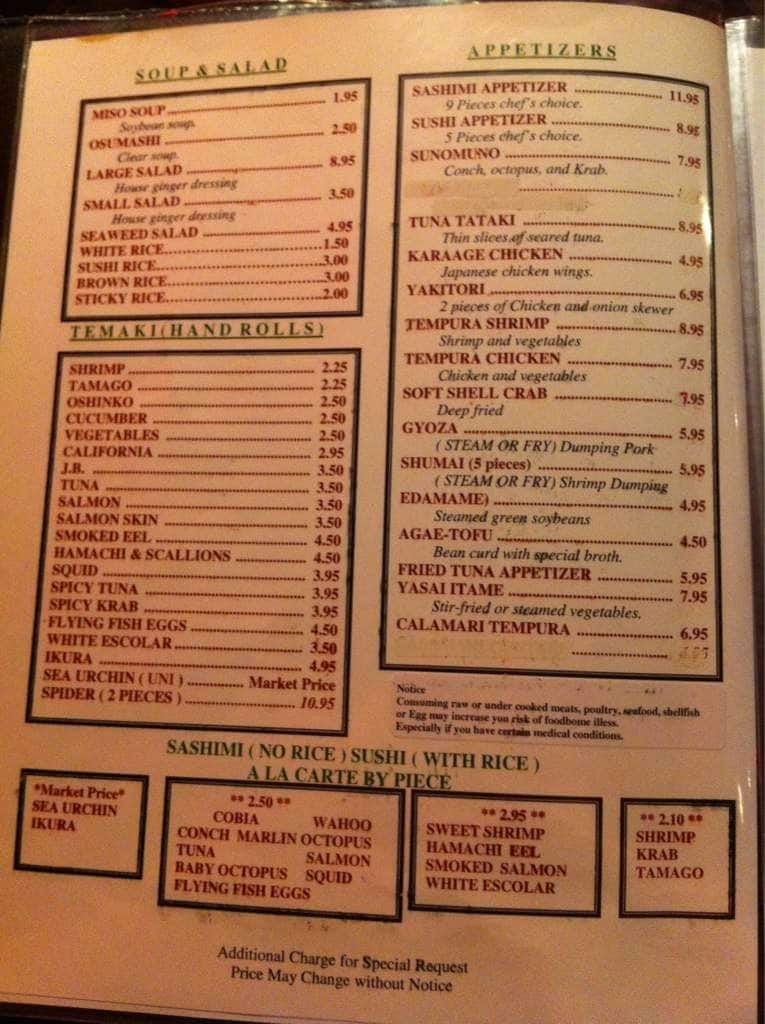 SOUP & SALAD
MISO SOUP 1.95
Soybean soup.
OSUMASHI 2.50
Clear soup.
LARGE SALAD 8.95
House ginger dressing
SMALL SALAD 3.50
House ginger dressing
SEAWEED SALAD 4.95
WHITE RICE 1.50
SUSHI RICE 3.00
BROWN RICE 3.00
STICKY RICE 2.00
TEMAKI (HAND ROLLS)
SHRIMP 2.25
TAMAGO 2.25
OSHINKO 2.50
CUCUMBER 2.50
VEGETABLES 2.50
CALIFORNIA 2.95
J.B. 3.50
TUNA 3.50
SALMON 3.50
SALMON SKIN 3.50
SMOKED EEL 4.50
HAMACHI & SCALLIONS 4.50
SQUID 3.95
SPICY TUNA 3.95
SPICY KRAB 3.95
FLYING FISH EGGS 4.50
WHITE ESCOLAR 3.50
IKURA 4.95
SEA URCHIN ( UNI ) Market Price
SPIDER ( 2 PIECES ) 10.95
APPETIZERS
SASHIMI APPETIZER 11.95
9 Pieces chef's choice.
SUSHI APPETIZER 8.95
5 Pieces chef's choice.
SUNOMUNO 7.95
Conch, octopus, and Krab.
TUNA TATAKI 8.95
Thin slices of seared tuna.
KARAAGE CHICKEN 4.95
Japanese chicken wings.
YAKITORI 6.95
2 pieces of Chicken and onion skewer
TEMPURA SHRIMP 8.95
Shrimp and vegetables
TEMPURA CHICKEN 7.95
Chicken and vegetables
SOFT SHELL CRAB 7.95
Deep fried
GYOZA 5.95
( STEAM OR FRY) Dumping Pork
SHUMAI (5 pieces) 5.95
( STEAM OR FRY) Shrimp Dumping
EDAMAME) 4.95
Steamed green soybeans
AGAE-TOFU 4.50
Bean curd with special broth.
FRIED TUNA APPETIZER 5.95
YASAI ITAME 7.95
Stir-fried or steamed vegetables.
CALAMARI TEMPURA 6.95
Notice
Consuming raw or under cooked meats, poultry, seafood, shellfish
or Egg may increase you risk of foodborne illess.
Especially if you have certain medical conditions.
SASHIMI ( NO RICE ) SUSHI ( WITH RICE )
A LA CARTE BY PIECE
*Market Price*
SEA URCHIN
IKURA
** 2.50 **
COBIA WAHOO
CONCH MARLIN OCTOPUS
TUNA SALMON
BABY OCTOPUS SQUID
FLYING FISH EGGS
** 2.95 **
SWEET SHRIMP
HAMACHI EEL
SMOKED SALMON
WHITE ESCOLAR
** 2.10 **
SHRIMP
KRAB
TAMAGO
Additional Charge for Special Request
Price May Change without Notice